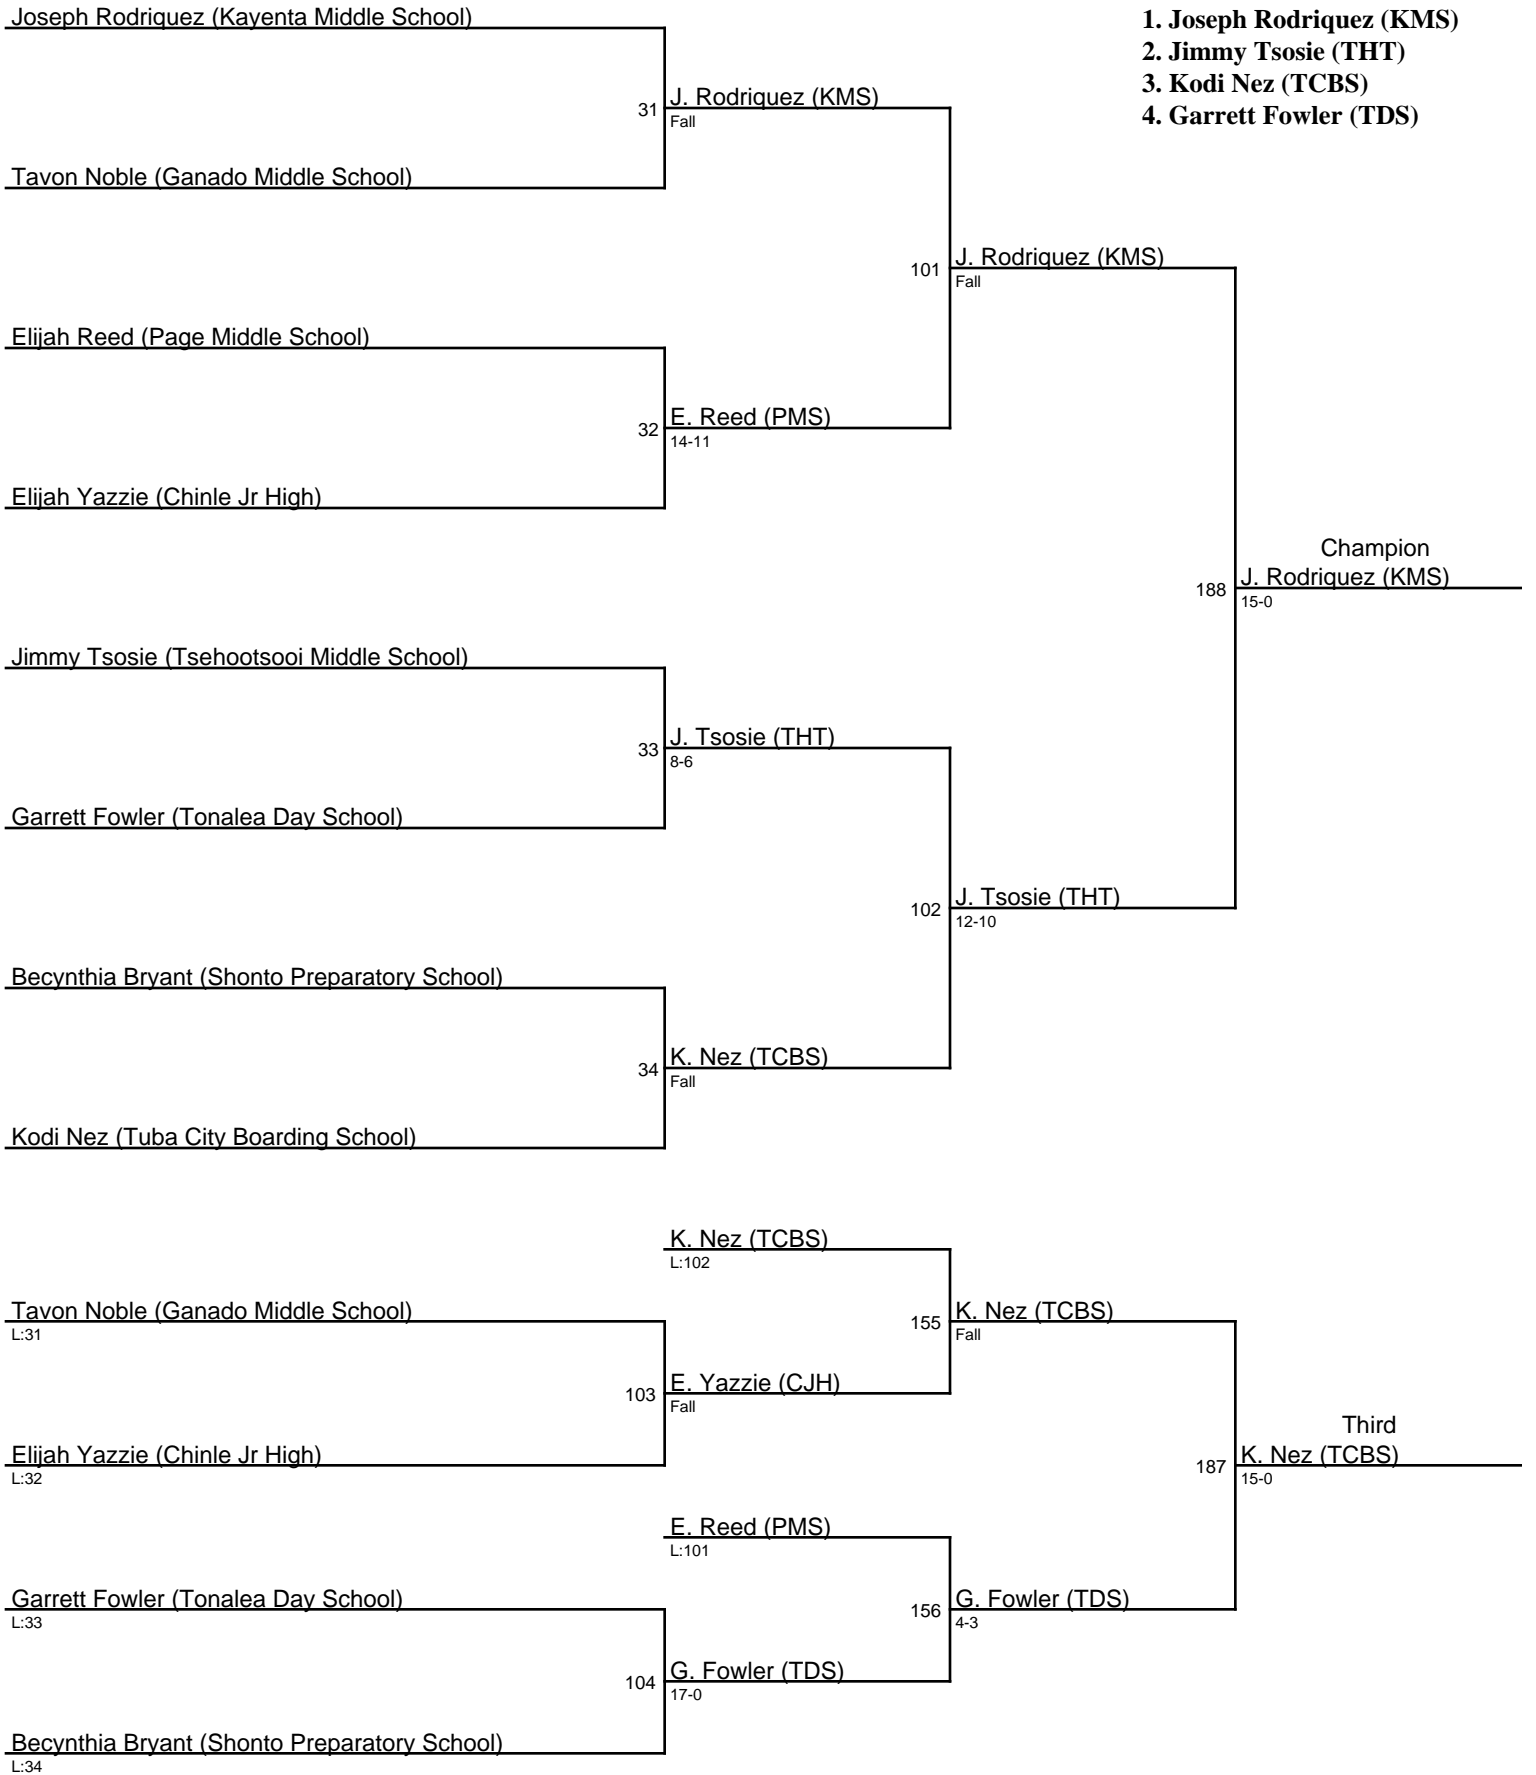 Joseph Rodriquez (Kayenta Middle School)
1. Joseph Rodriquez (KMS)
2. Jimmy Tsosie (THT)
3. Kodi Nez (TCBS)
4. Garrett Fowler (TDS)
31
J. Rodriquez (KMS)
Fall
Tavon Noble (Ganado Middle School)
101
J. Rodriquez (KMS)
Fall
Elijah Reed (Page Middle School)
32
E. Reed (PMS)
14-11
Elijah Yazzie (Chinle Jr High)
Champion
188
J. Rodriquez (KMS)
15-0
Jimmy Tsosie (Tsehootsooi Middle School)
33
J. Tsosie (THT)
8-6
Garrett Fowler (Tonalea Day School)
102
J. Tsosie (THT)
12-10
Becynthia Bryant (Shonto Preparatory School)
34
K. Nez (TCBS)
Fall
Kodi Nez (Tuba City Boarding School)
K. Nez (TCBS)
L:102
Tavon Noble (Ganado Middle School)
L:31
155
K. Nez (TCBS)
Fall
103
E. Yazzie (CJH)
Fall
Elijah Yazzie (Chinle Jr High)
L:32
Third
187
K. Nez (TCBS)
15-0
E. Reed (PMS)
L:101
Garrett Fowler (Tonalea Day School)
L:33
156
G. Fowler (TDS)
4-3
104
G. Fowler (TDS)
17-0
Becynthia Bryant (Shonto Preparatory School)
L:34